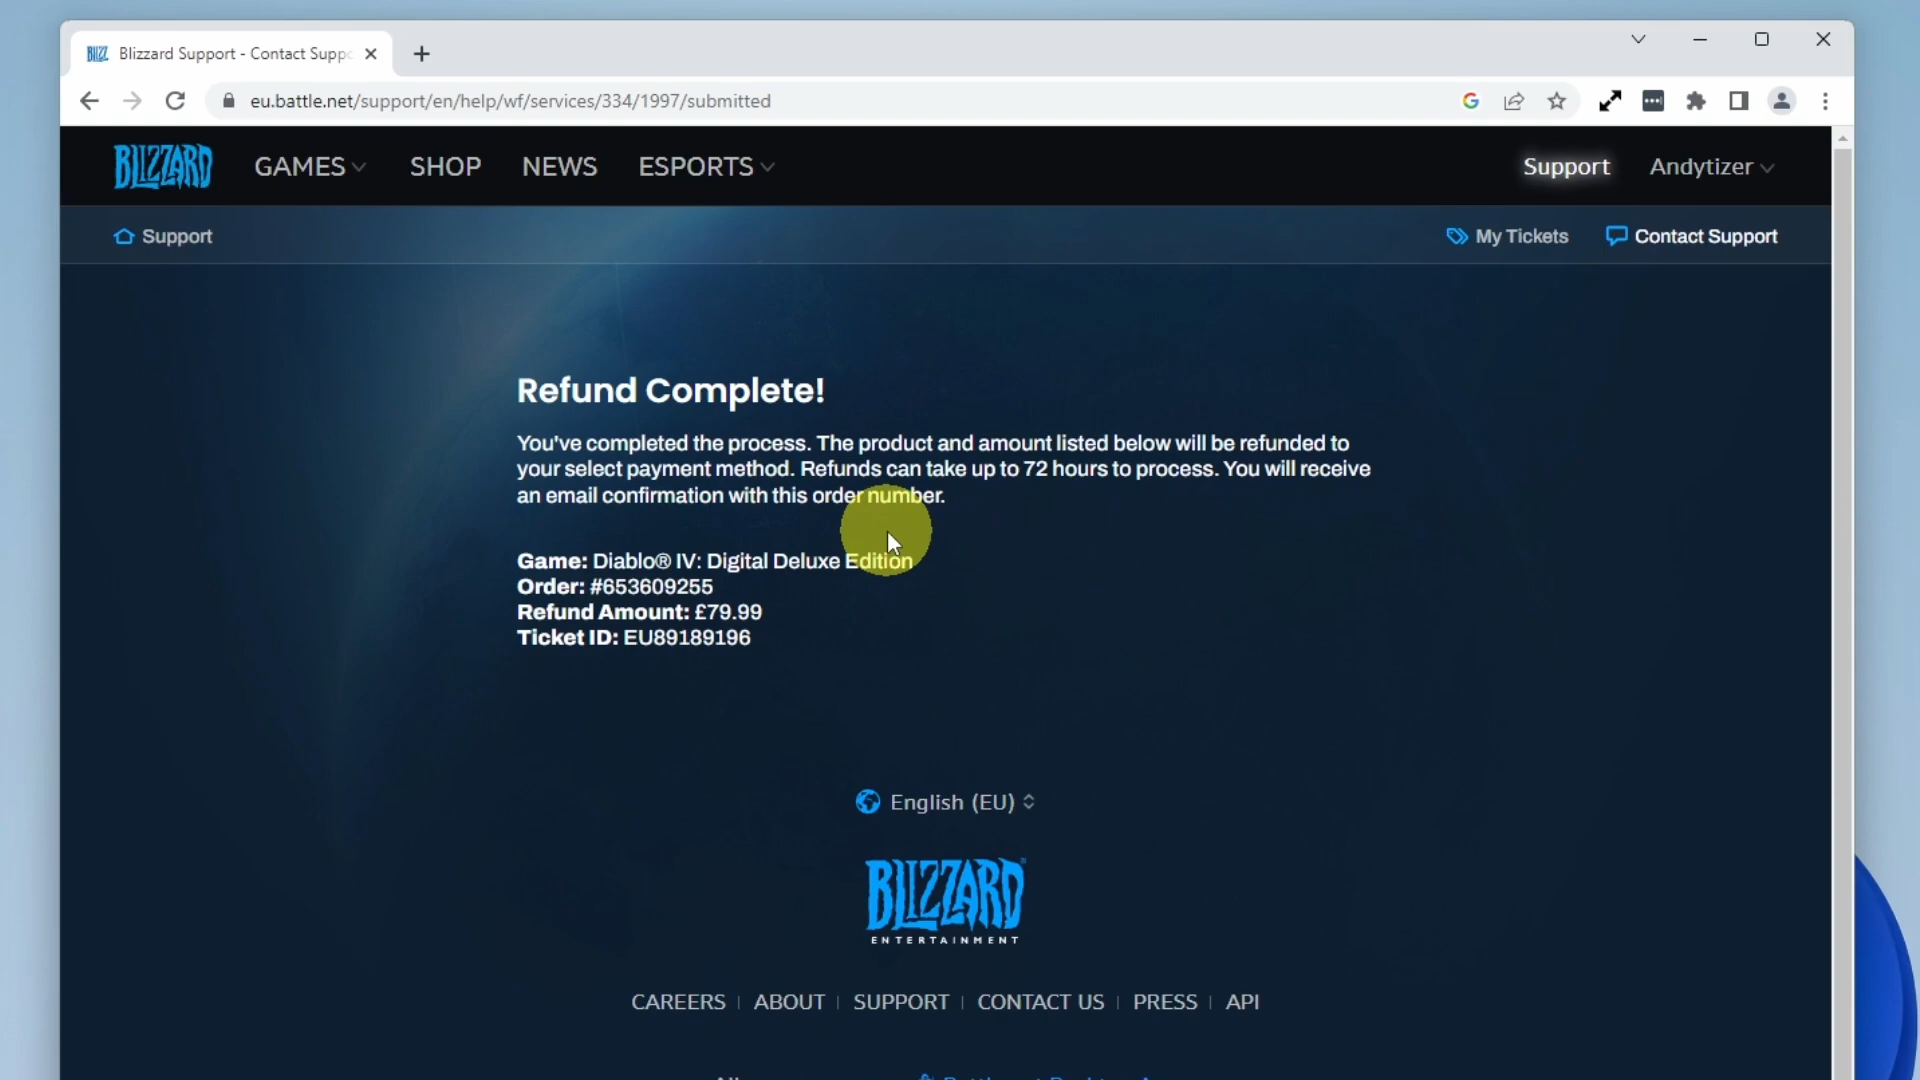 Blizzard Support - Contact Suppo
eu.battle.net/support/en/help/wf/services/334/1997/submitted
BLIZZARD GAMES SHOP NEWS ESPORTS Support Andytizer
Support My Tickets Contact Support
Refund Complete!
You've completed the process. The product and amount listed below will be refunded to
your select payment method. Refunds can take up to 72 hours to process. You will receive
an email confirmation with this order number.
Game: Diablo® IV: Digital Deluxe Edition
Order: #653609255
Refund Amount: £79.99
Ticket ID: EU89189196
English (EU)
BLIZZARD
ENTERTAINMENT
CAREERS | ABOUT | SUPPORT | CONTACT US | PRESS | API